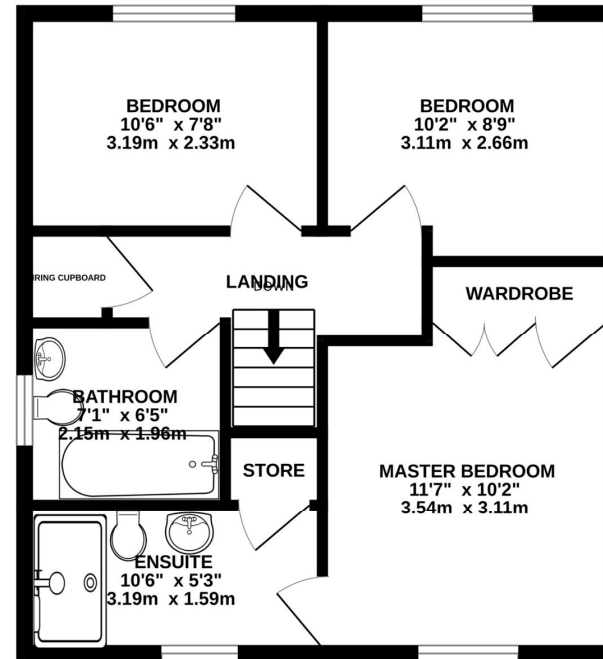 BEDROOM
10'6" x 7'8"
3.19m x 2.33m
BEDROOM
10'2" x 8'9"
3.11m x 2.66m
IRING CUPBOARD
LANDING
DOWN
WARDROBE
BATHROOM
7'1" x 6'5"
2.15m x 1.96m
STORE
MASTER BEDROOM
11'7" x 10'2"
3.54m x 3.11m
ENSUITE
10'6" x 5'3"
3.19m x 1.59m